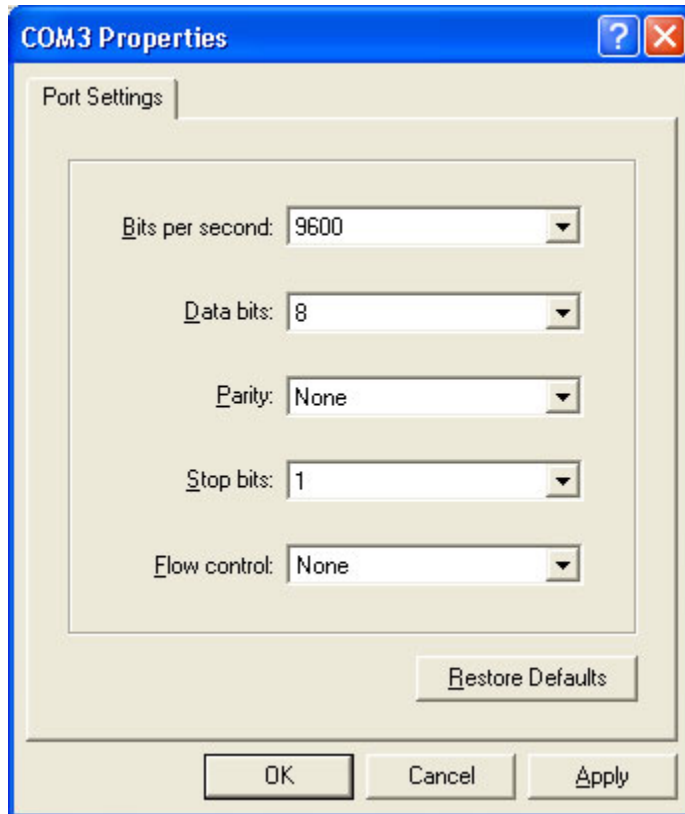 COM3 Properties
Port Settings
Bits per second: 9600
Data bits: 8
Parity: None
Stop bits: 1
Flow control: None
Restore Defaults
OK Cancel Apply